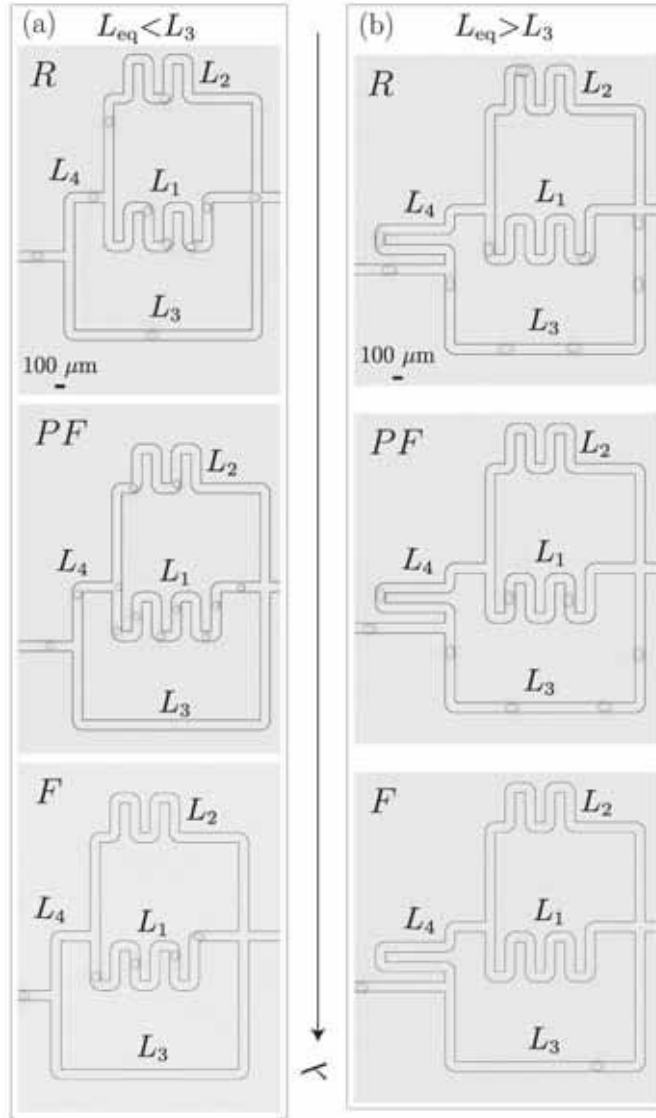 (a) L_eq<L_3
R
L_2
L_4
L_1
L_3
100 μm
PF
L_2
L_4
L_1
L_3
F
L_2
L_4
L_1
L_3
λ
(b) L_eq>L_3
R
L_2
L_4
L_1
L_3
100 μm
PF
L_2
L_4
L_1
L_3
F
L_2
L_4
L_1
L_3